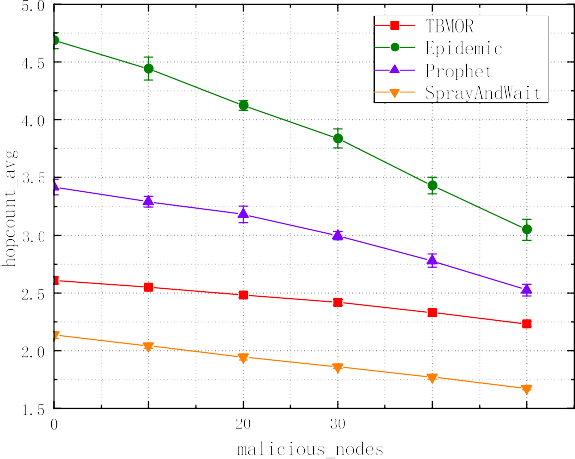 5.0
4.5
4.0
3.5
3.0
2.5
2.0
1.5
hopcount_avg
TBMOR
Epidemic
Prophet
SprayAndWait
0
20
30
malicious_nodes